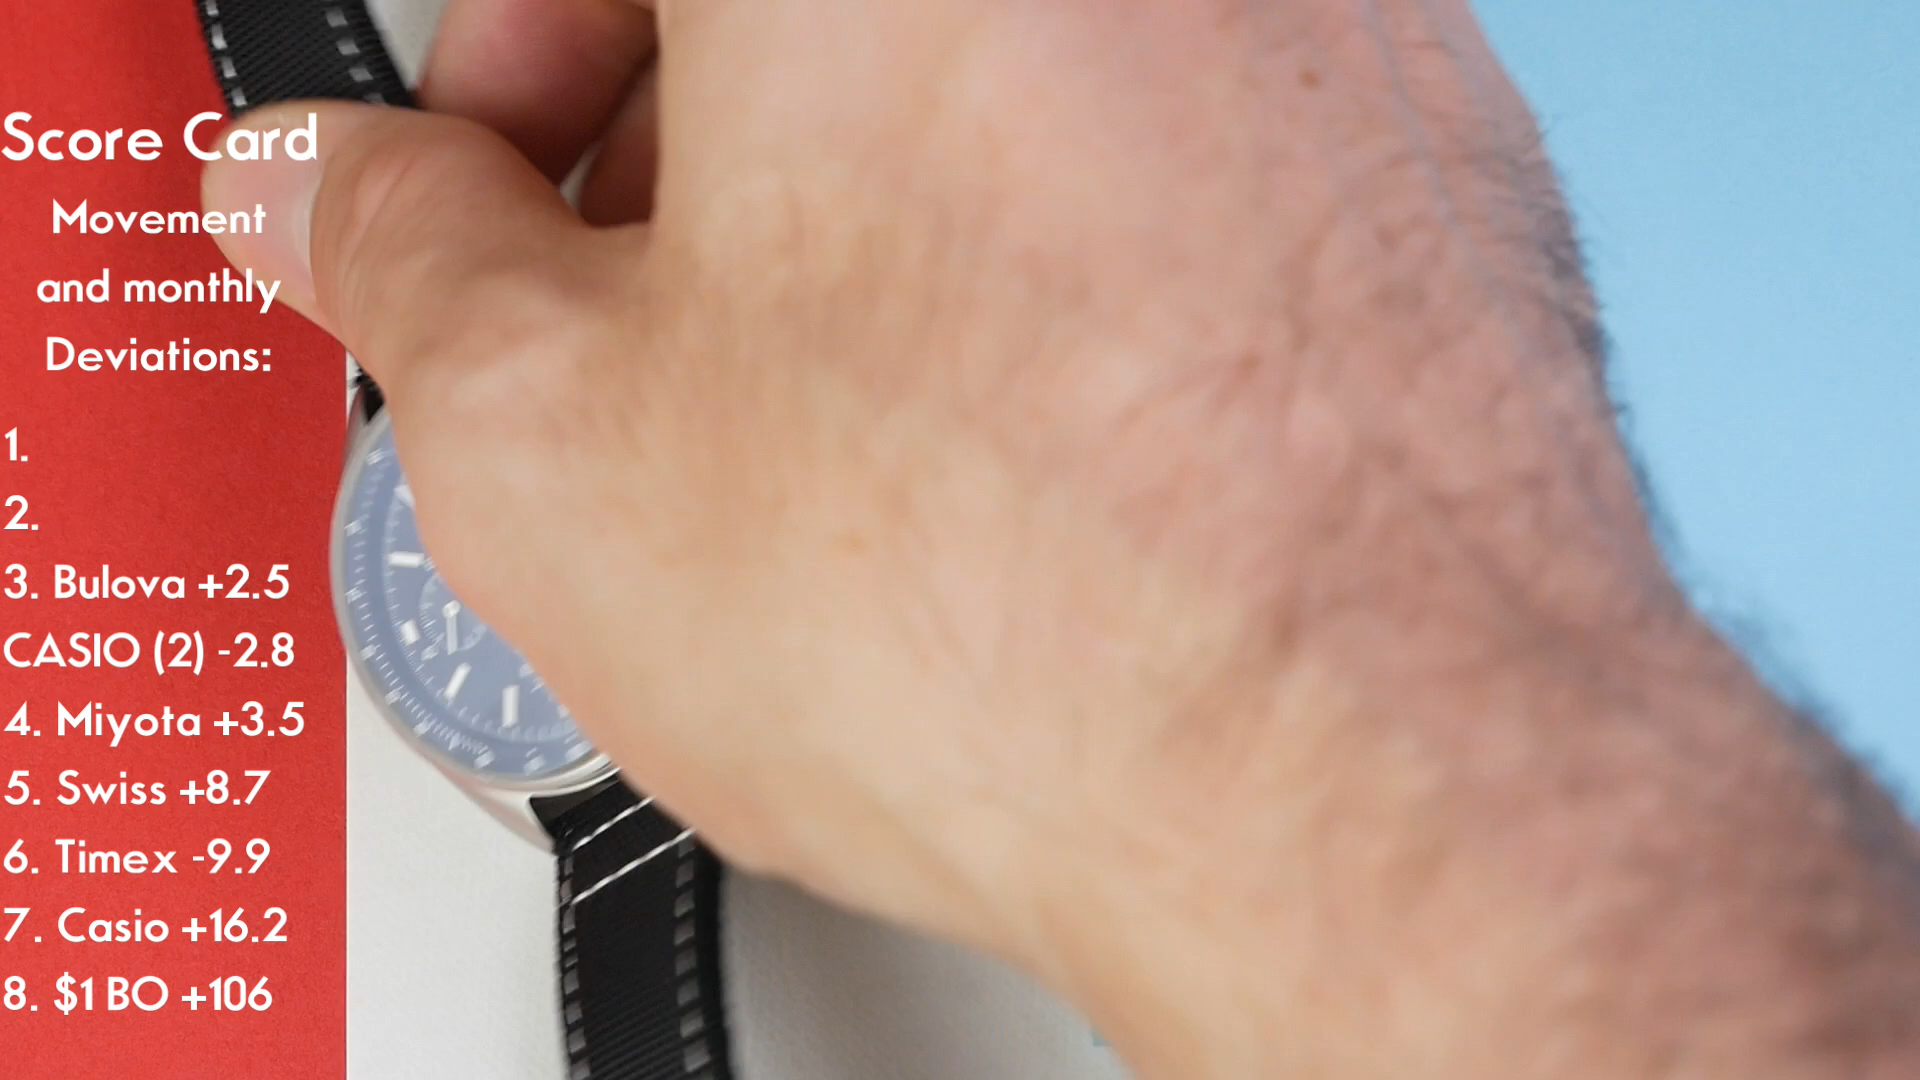 Score Card
Movement
and monthly
Deviations:
1.
2.
3. Bulova +2.5
CASIO (2) -2.8
4. Miyota +3.5
5. Swiss +8.7
6. Timex -9.9
7. Casio +16.2
8. $1 BO +106